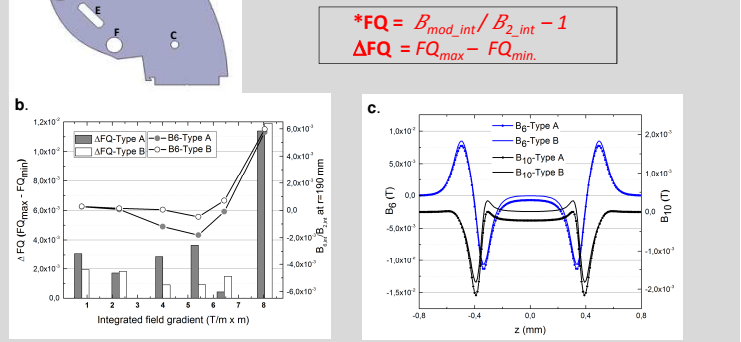 E
F
C
*FQ = B_mod_int / B_2_int – 1
ΔFQ = FQ_max – FQ_min.
b.
ΔFQ-Type A
B6-Type A
ΔFQ-Type B
B6-Type B
1,2x10⁻²
1,0x10⁻²
8,0x10⁻³
6,0x10⁻³
4,0x10⁻³
2,0x10⁻³
0,0
Δ FQ (FQmax - FQmin)
6,0x10⁻³
4,0x10⁻³
2,0x10⁻³
0,0
-2,0x10⁻³
-4,0x10⁻³
-6,0x10⁻³
B6,int/B2,int at r=190 mm
1 2 3 4 5 6 7 8
Integrated field gradient (T/m x m)
c.
B6-Type A
B6-Type B
B10-Type A
B10-Type B
1,0x10⁻²
5,0x10⁻³
0,0
-5,0x10⁻³
-1,0x10⁻²
-1,5x10⁻²
B6 (T)
2,0x10⁻³
1,0x10⁻³
0,0
-1,0x10⁻³
-2,0x10⁻³
B10 (T)
-0,8 -0,4 0,0 0,4 0,8
z (mm)